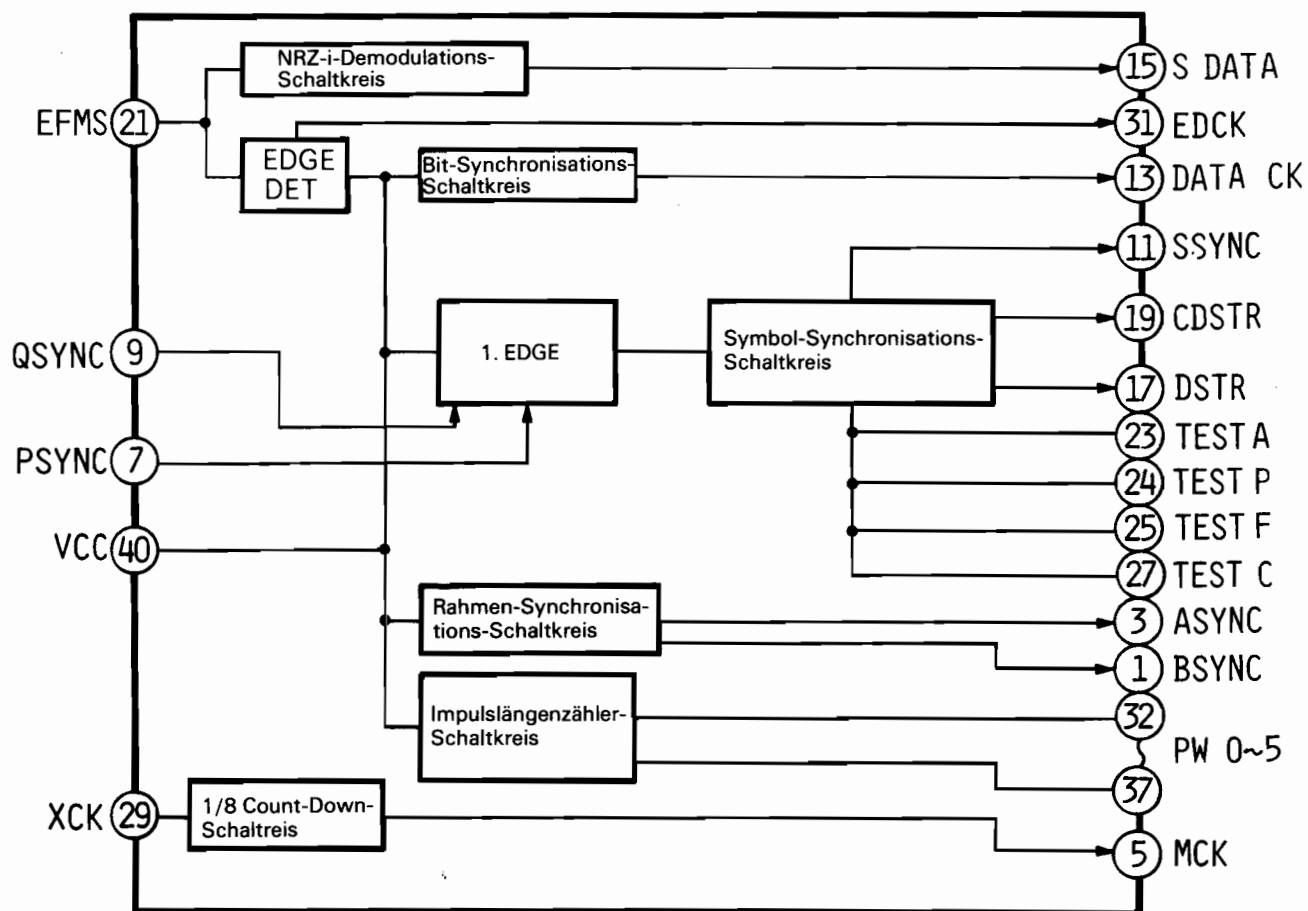 NRZ-i-Demodulations-
Schaltkreis
15 S DATA
EFMS 21
31 EDCK
EDGE
DET
Bit-Synchronisations-
Schaltkreis
13 DATA CK
11 SSYNC
QSYNC 9
1. EDGE
Symbol-Synchronisations-
Schaltkreis
19 CDSTR
17 DSTR
PSYNC 7
23 TEST A
24 TEST P
25 TEST F
VCC 40
27 TEST C
Rahmen-Synchronisa-
tions-Schaltkreis
3 ASYNC
1 BSYNC
Impulslängenzähler-
Schaltkreis
32
PW 0~5
37
XCK 29
1/8 Count-Down-
Schaltreis
5 MCK